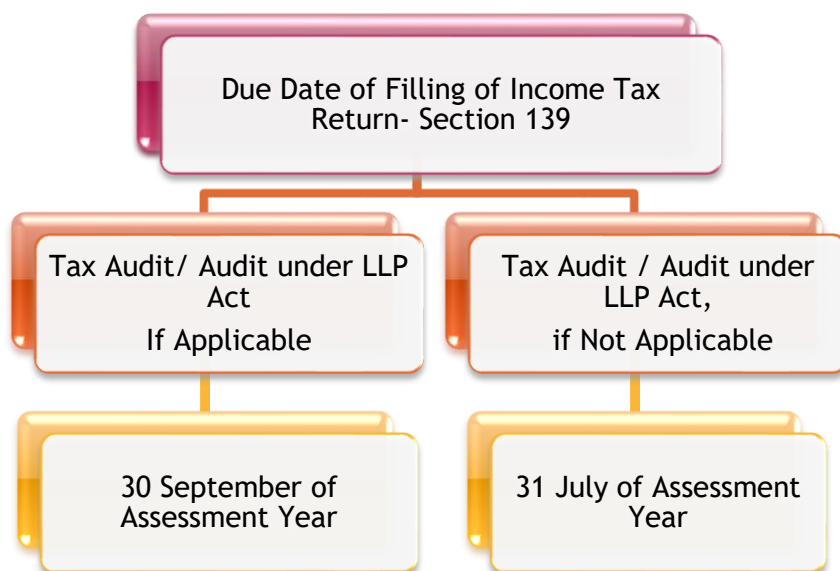 Due Date of Filling of Income Tax
Return- Section 139
Tax Audit/ Audit under LLP
Act
If Applicable
Tax Audit / Audit under
LLP Act,
if Not Applicable
30 September of
Assessment Year
31 July of Assessment
Year